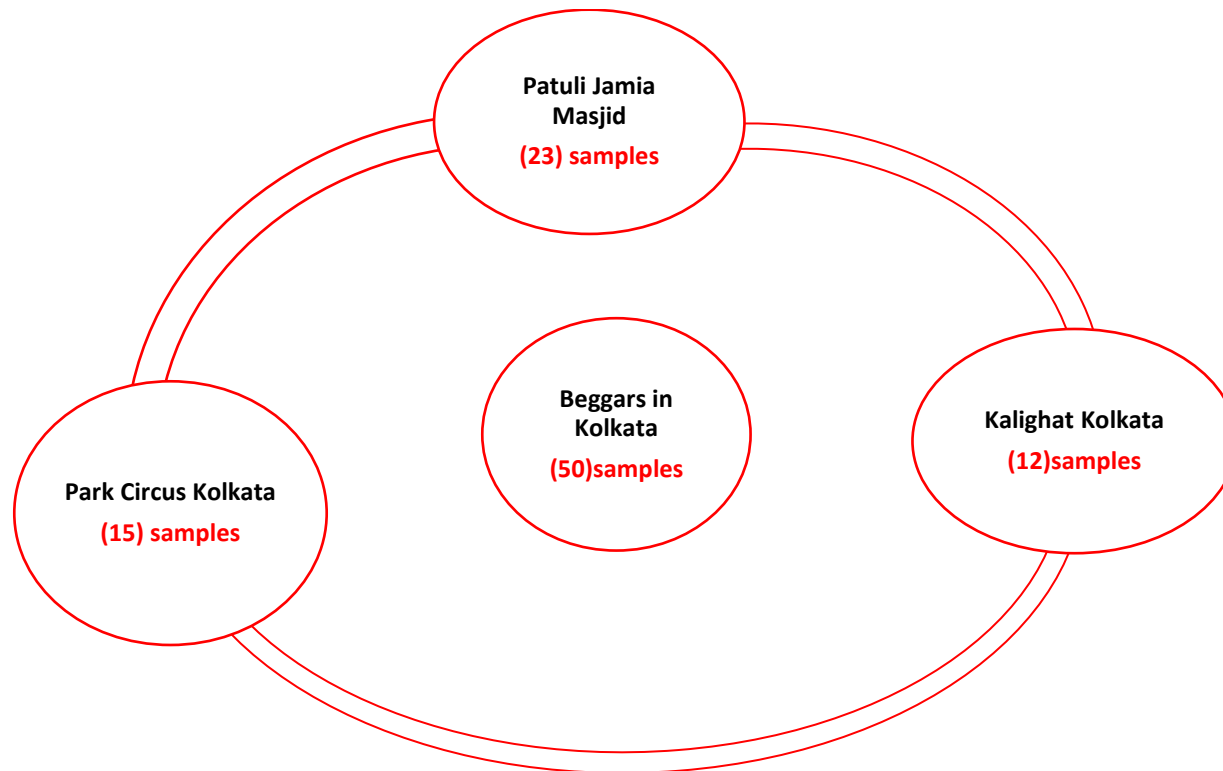 Patuli Jamia
Masjid
(23) samples
Beggars in
Kolkata
(50)samples
Kalighat Kolkata
(12)samples
Park Circus Kolkata
(15) samples